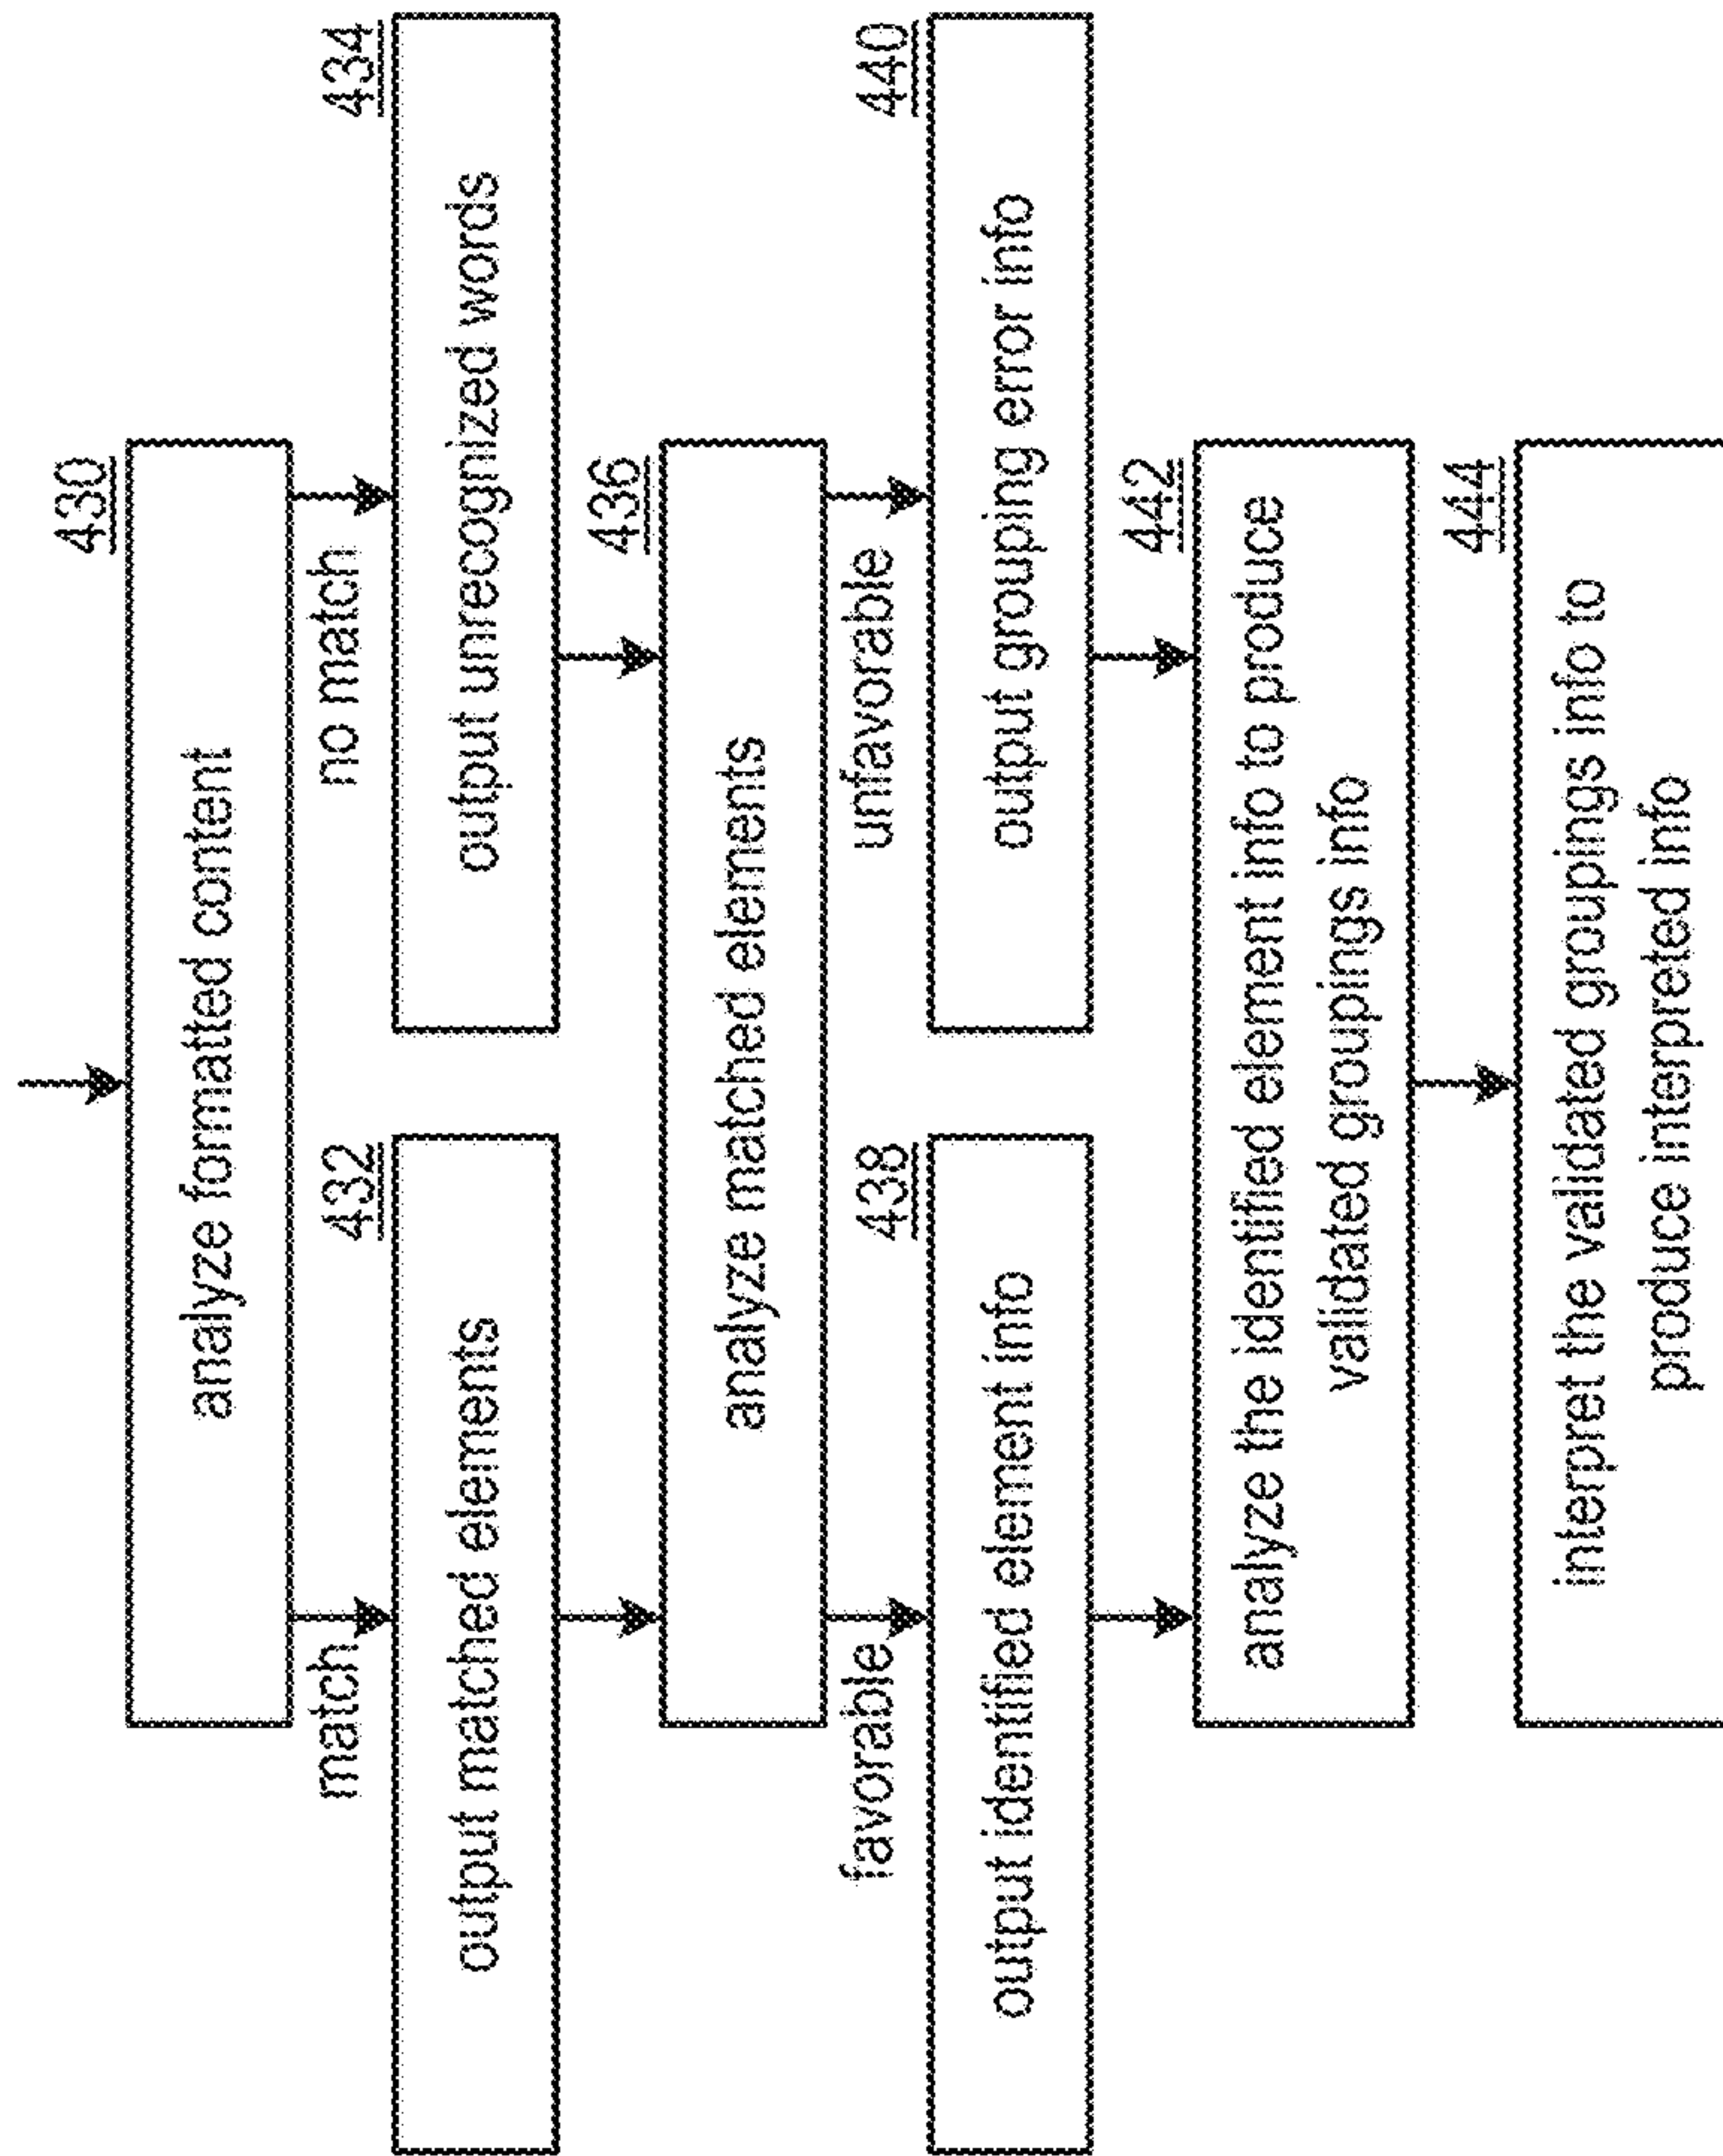 430
analyze formatted content
match
no match
432
434
output matched elements
output unrecognized words
436
analyze matched elements
favorable
unfavorable
438
440
output identified element info
output grouping error info
442
analyze the identified element info to produce
validated groupings info
444
interpret the validated groupings info to
produce interpreted info